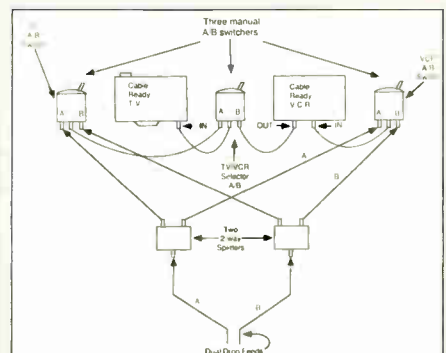 Three manual
A/B switchers
A/B
VCR
A/B
Cable
Ready
T V
Cable
Ready
V C R
A B
A B
A B
IN
OUT
IN
TV/VCR
Selector
A/B
A
B
Two
2-way
Splitters
A
B
Dual Drop Feeds